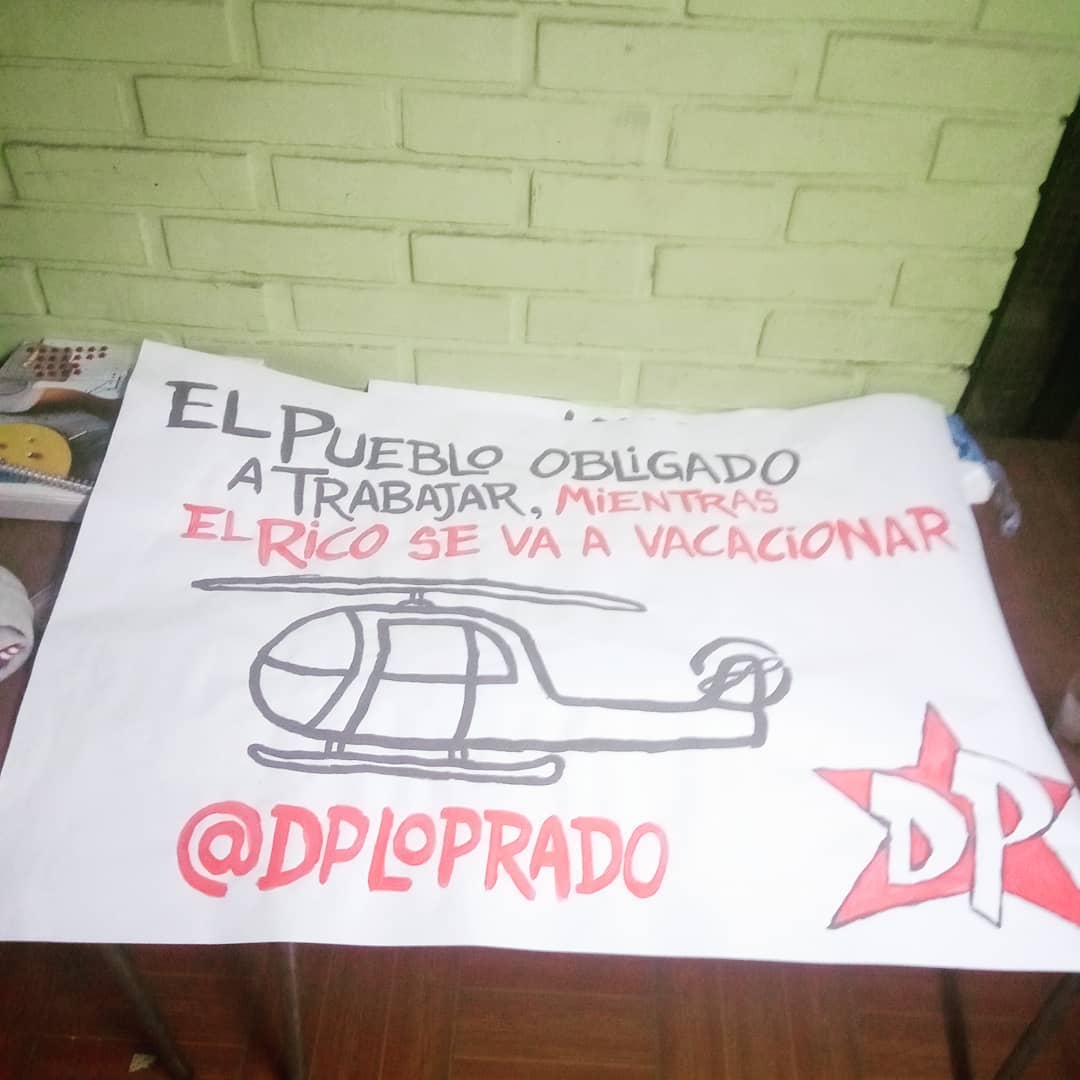 EL PUEBLO OBLIGADO
A TRABAJAR, MIENTRAS
EL RICO SE VA A VACACIONAR
@DPLOPRADO
DP